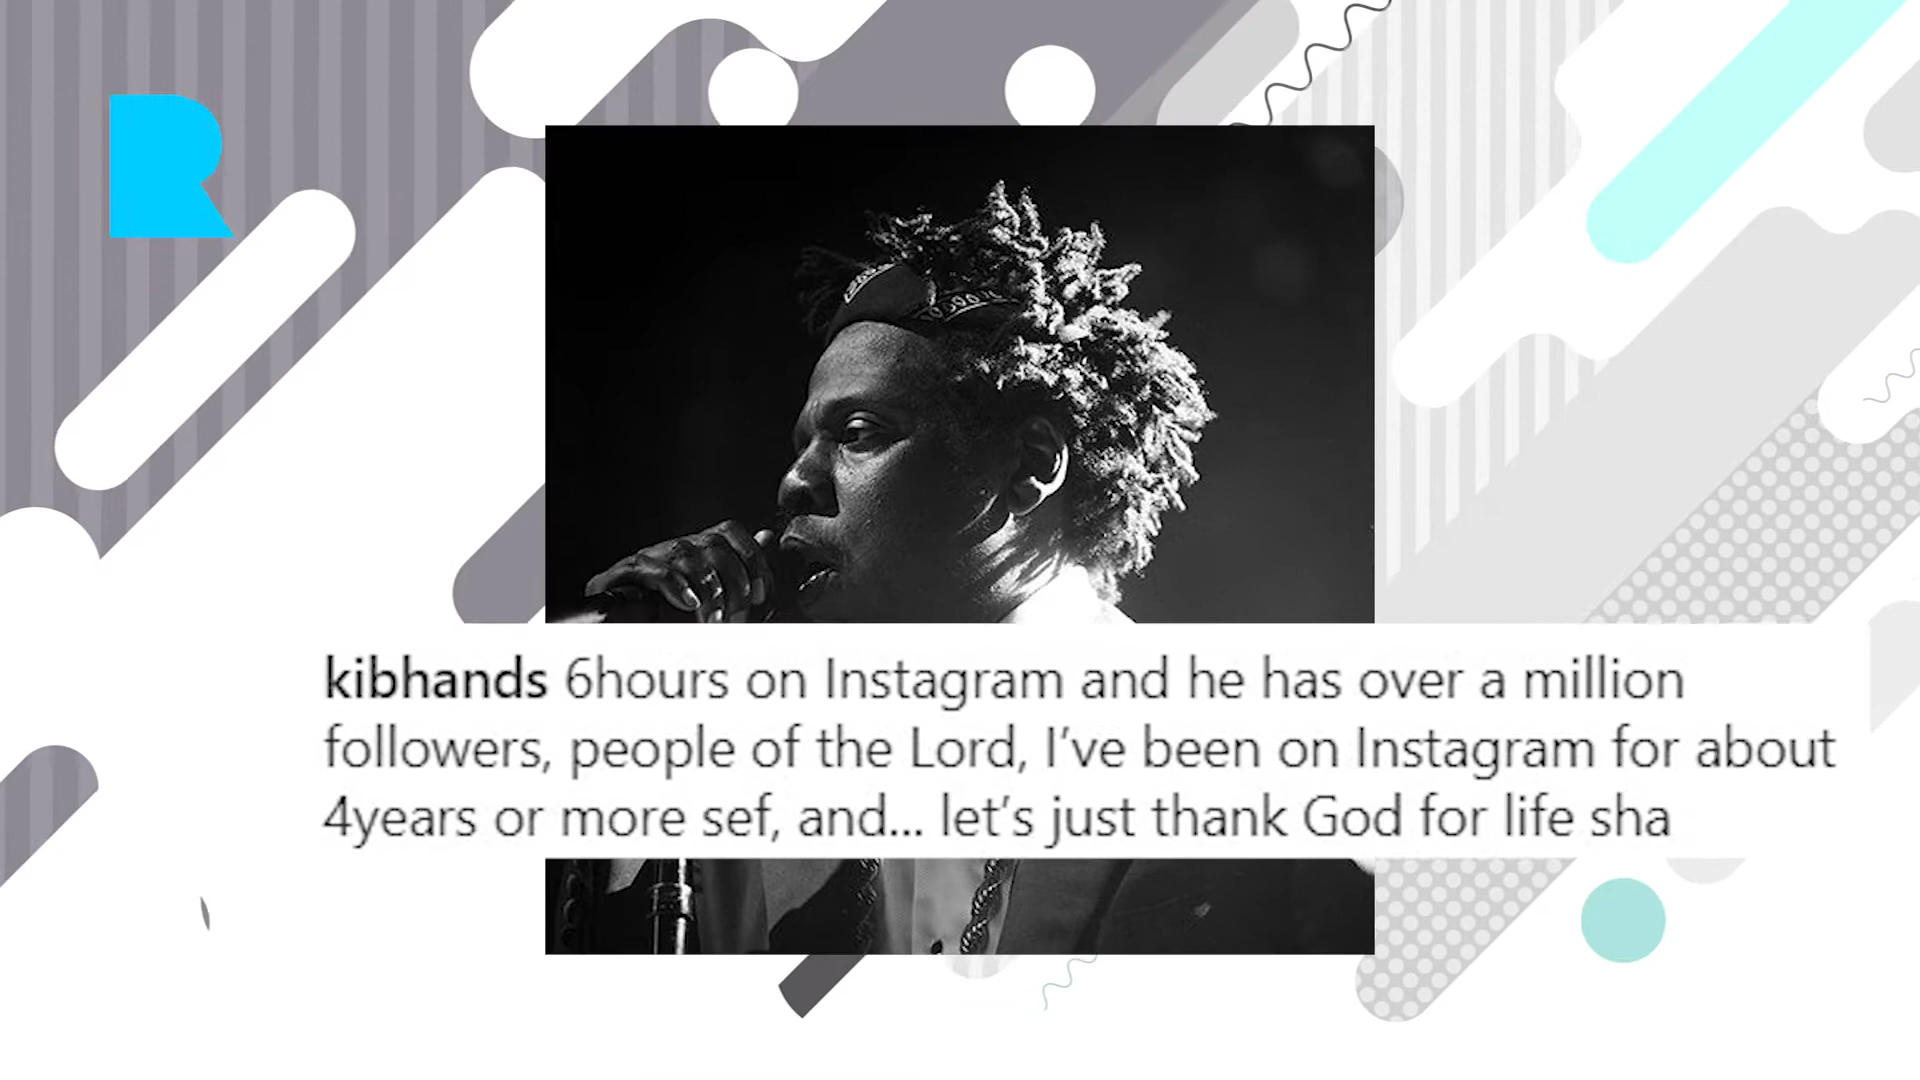 R
kibhands 6hours on Instagram and he has over a million
followers, people of the Lord, I've been on Instagram for about
4years or more sef, and... let's just thank God for life sha